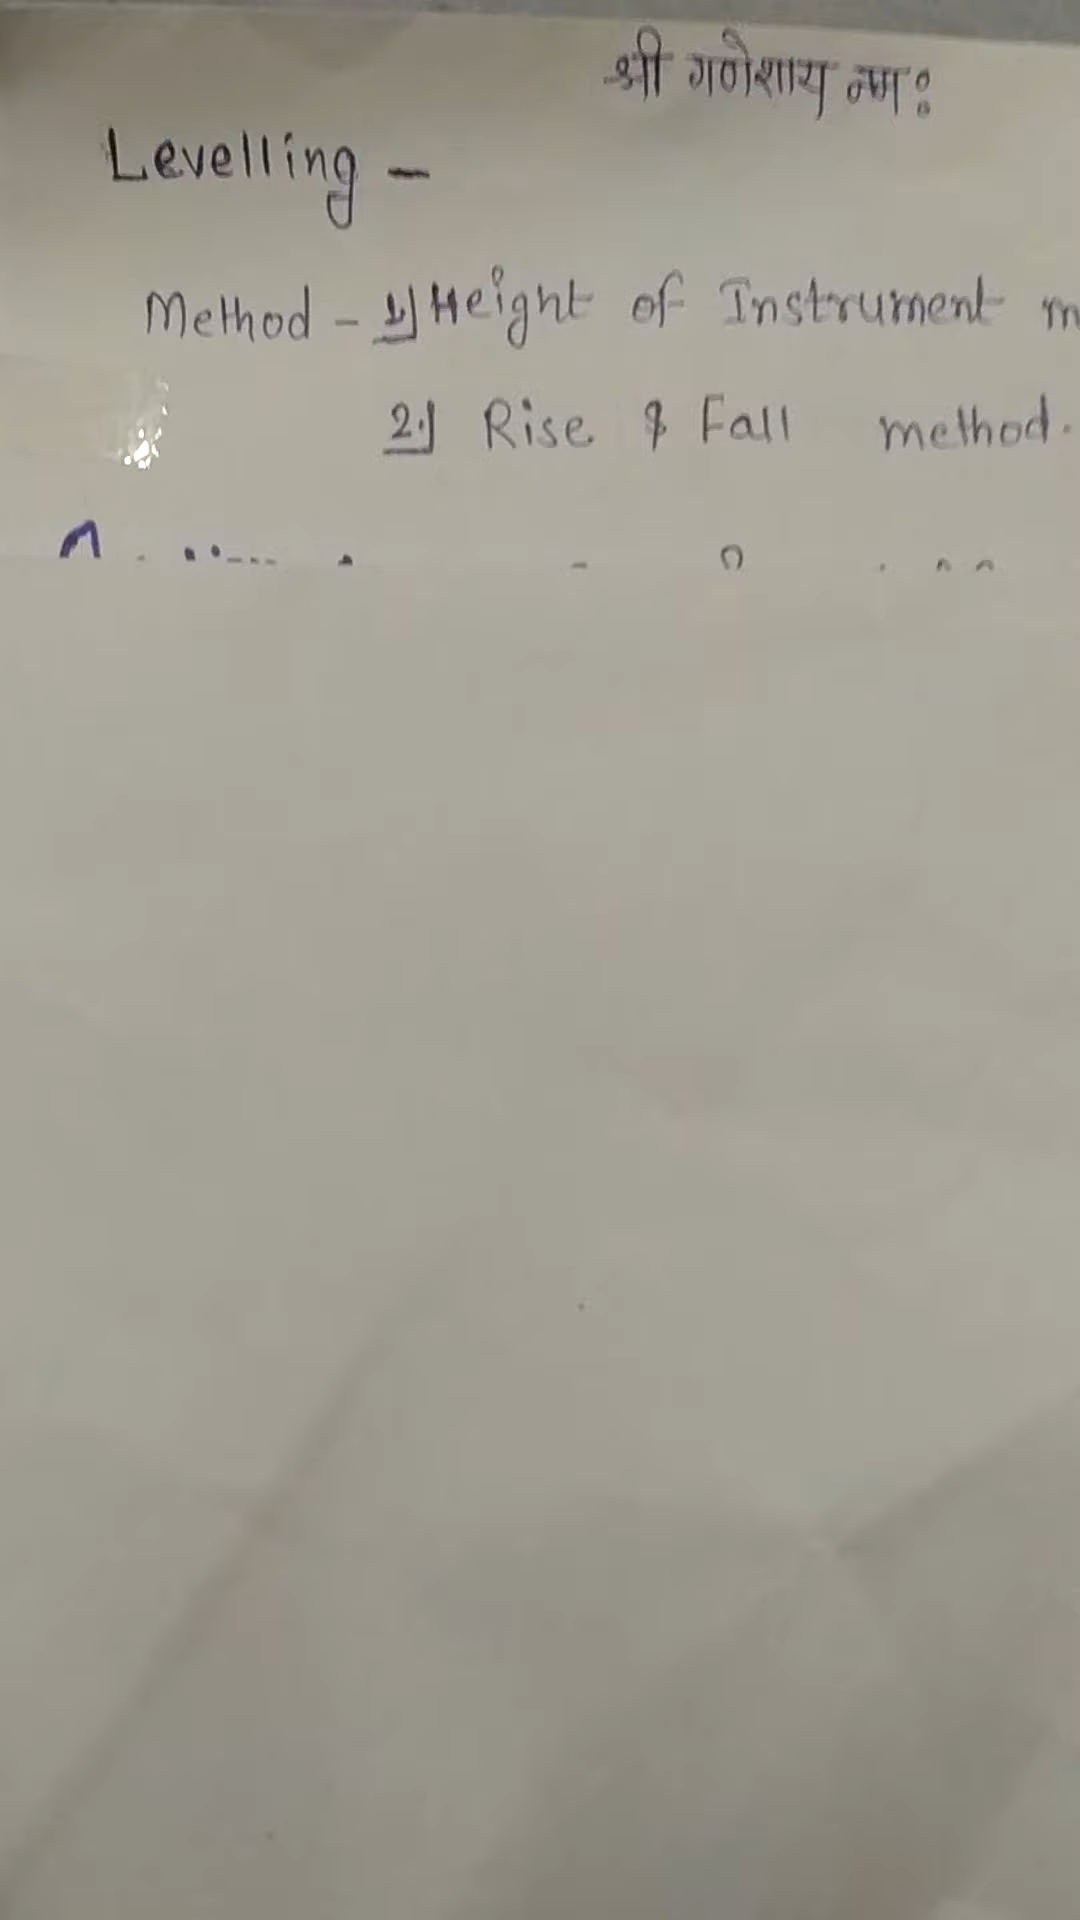 श्री गणेशाय नमः
Levelling -
Method - 1) Height of Instrument
2.) Rise & Fall method.